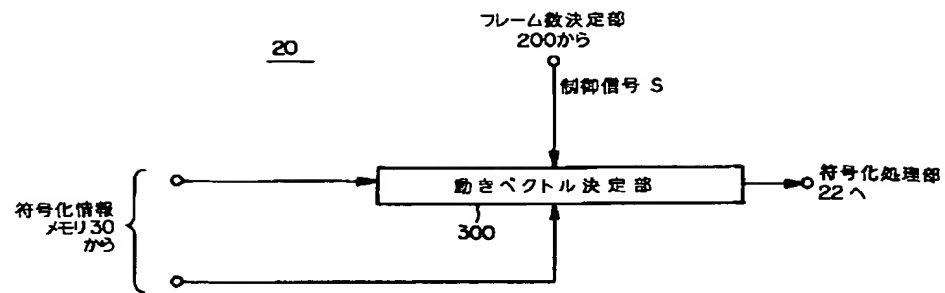 フレーム数決定部
200から
20
制御信号 S
動きベクトル決定部
符号化処理部
22へ
300
符号化情報
メモリ30
から